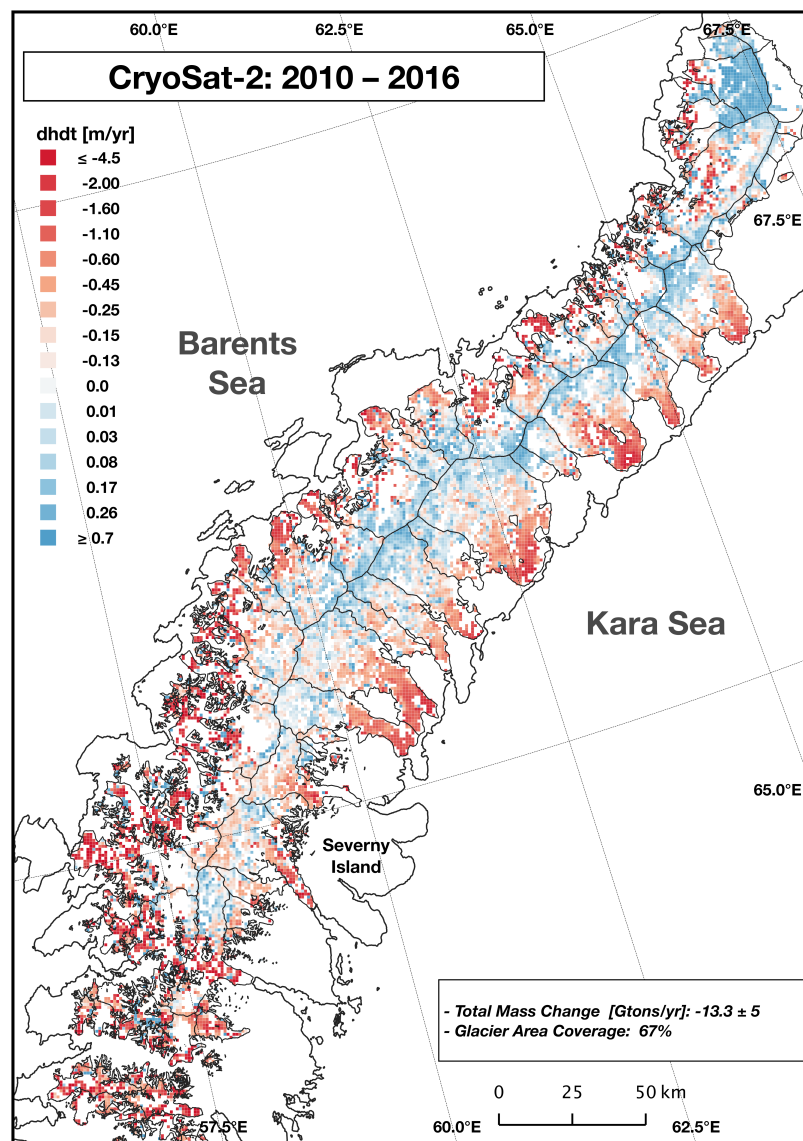 60.0°E
62.5°E
65.0°E
67.5°E
CryoSat-2: 2010 – 2016
dhdt [m/yr]
≤ -4.5
-2.00
-1.60
-1.10
-0.60
-0.45
-0.25
-0.15
-0.13
0.0
0.01
0.03
0.08
0.17
0.26
≥ 0.7
67.5°E
Barents
Sea
Kara Sea
65.0°E
Severny
Island
- Total Mass Change [Gtons/yr]: -13.3 ± 5
- Glacier Area Coverage: 67%
0 25 50 km
57.5°E
60.0°E
62.5°E